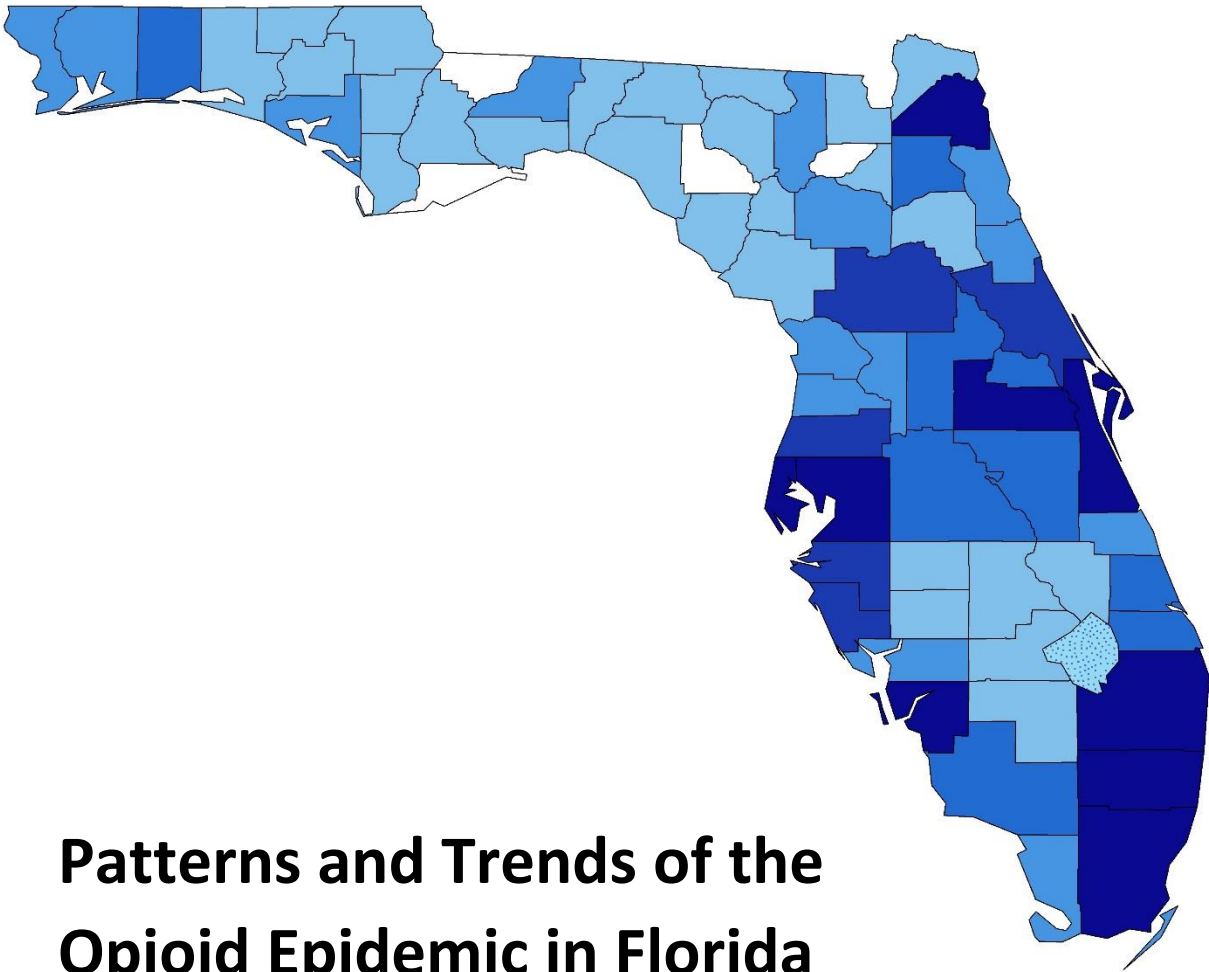 Patterns and Trends of the
Opioid Epidemic in Florida